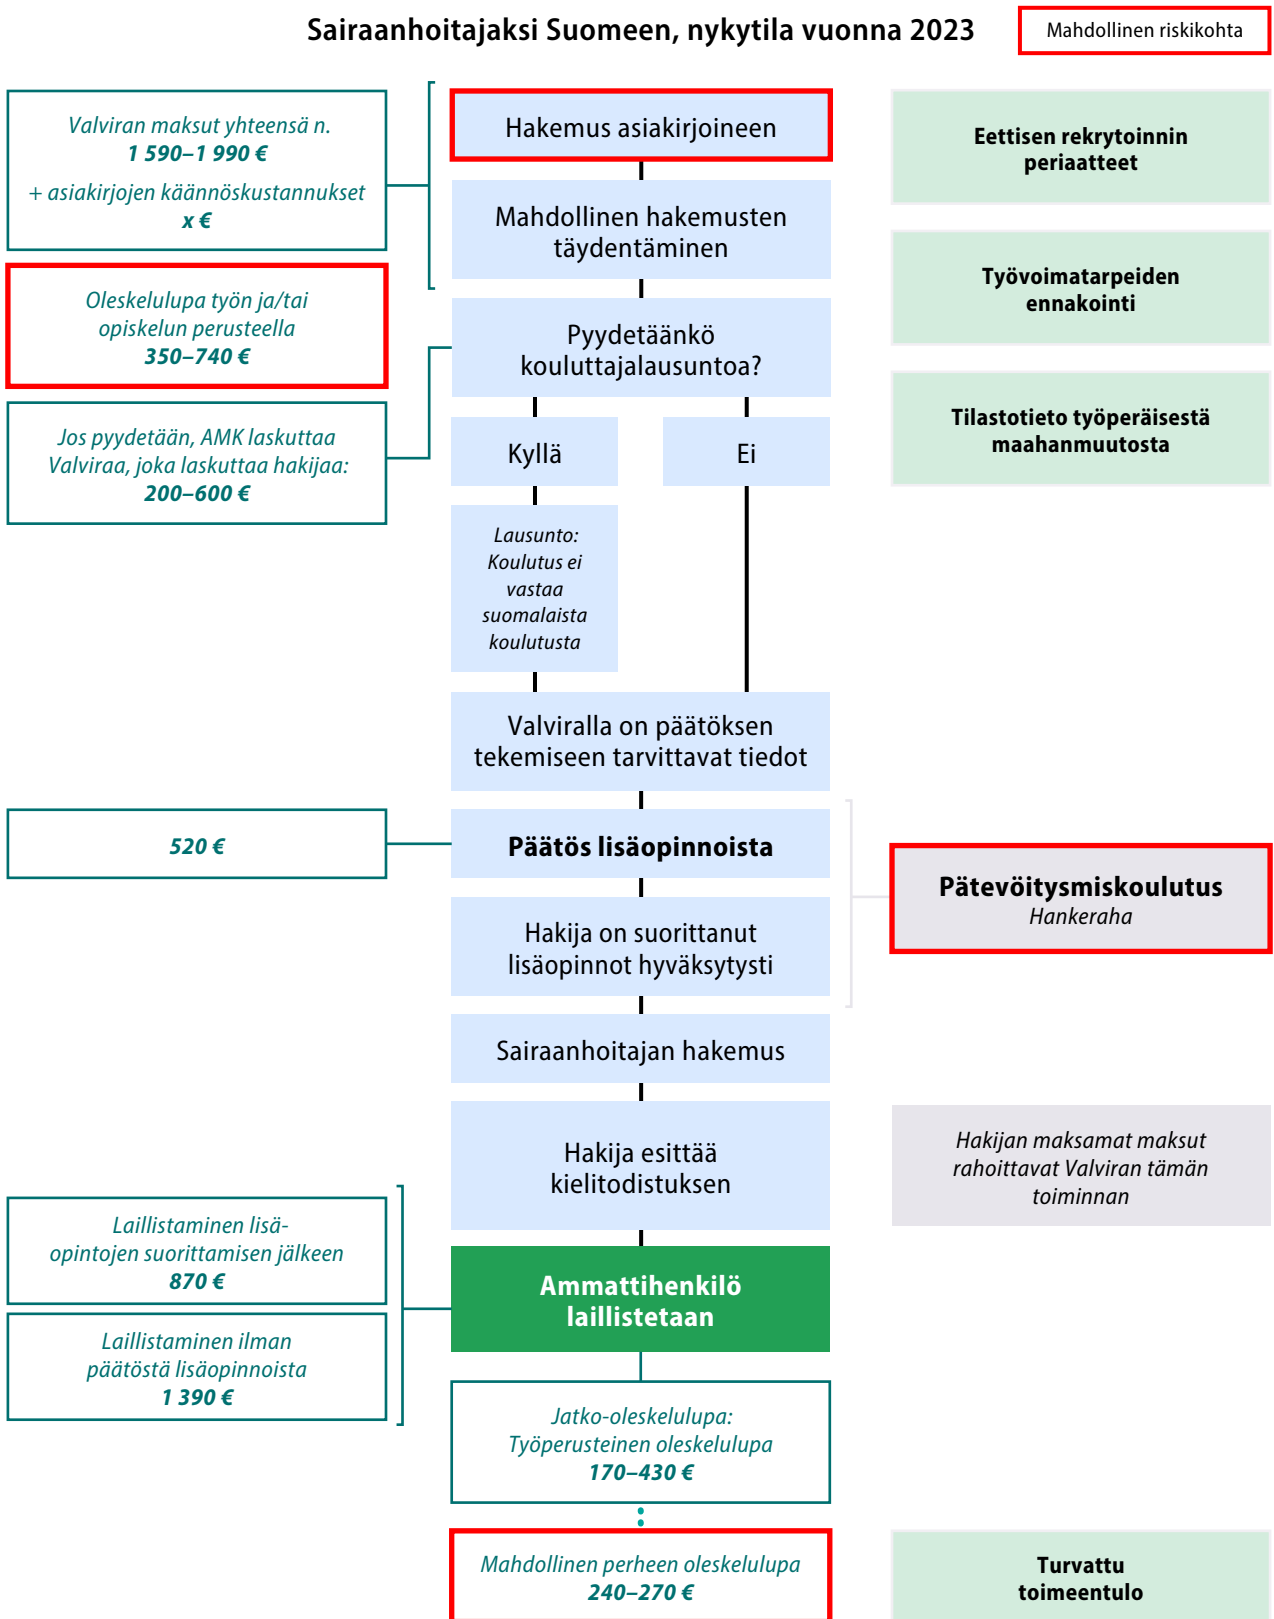 Sairaanhoitajaksi Suomeen, nykytila vuonna 2023
Mahdollinen riskikohta
Valviran maksut yhteensä n.
1 590–1 990 €
+ asiakirjojen käännöskustannukset
x €
Hakemus asiakirjoineen
Eettisen rekrytoinnin
periaatteet
Mahdollinen hakemusten
täydentäminen
Oleskelulupa työn ja/tai
opiskelun perusteella
350–740 €
Työvoimatarpeiden
ennakointi
Pyydetäänkö
kouluttajalausuntoa?
Jos pyydetään, AMK laskuttaa
Valviraa, joka laskuttaa hakijaa:
200–600 €
Tilastotieto työperäisestä
maahanmuutosta
Kyllä
Ei
Lausunto:
Koulutus ei
vastaa
suomalaista
koulutusta
Valviralla on päätöksen
tekemiseen tarvittavat tiedot
520 €
Päätös lisäopinnoista
Pätevöitysmiskoulutus
Hankeraha
Hakija on suorittanut
lisäopinnot hyväksytysti
Sairaanhoitajan hakemus
Hakija esittää
kielitodistuksen
Hakijan maksamat maksut
rahoittavat Valviran tämän
toiminnan
Laillistaminen lisä-
opintojen suorittamisen jälkeen
870 €
Ammattihenkilö
laillistetaan
Laillistaminen ilman
päätöstä lisäopinnoista
1 390 €
Jatko-oleskelulupa:
Työperusteinen oleskelulupa
170–430 €
Mahdollinen perheen oleskelulupa
240–270 €
Turvattu
toimeentulo